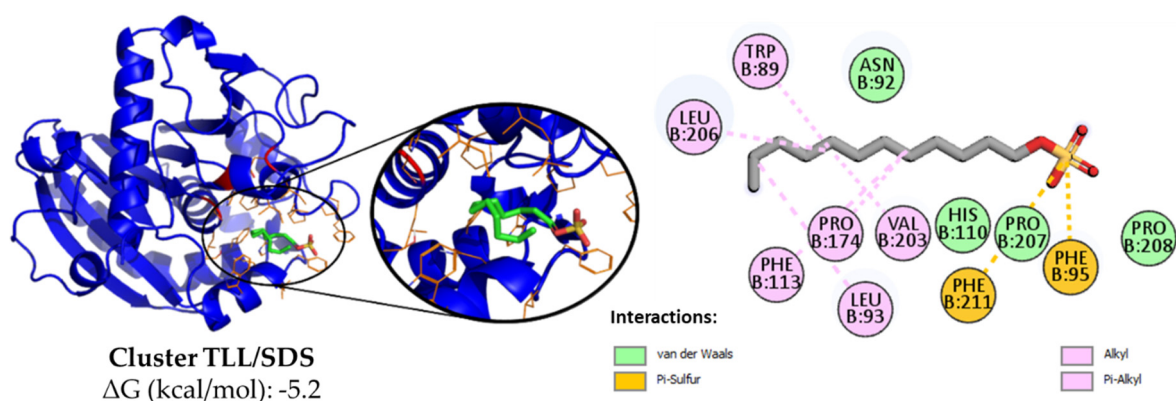 TRP
B:89
ASN
B:92
LEU
B:206
PRO
B:174
VAL
B:203
HIS
B:110
PRO
B:207
PRO
B:208
PHE
B:113
PHE
B:95
LEU
B:93
PHE
B:211
Interactions:
van der Waals
Pi-Sulfur
Alkyl
Pi-Alkyl
Cluster TLL/SDS
ΔG (kcal/mol): -5.2